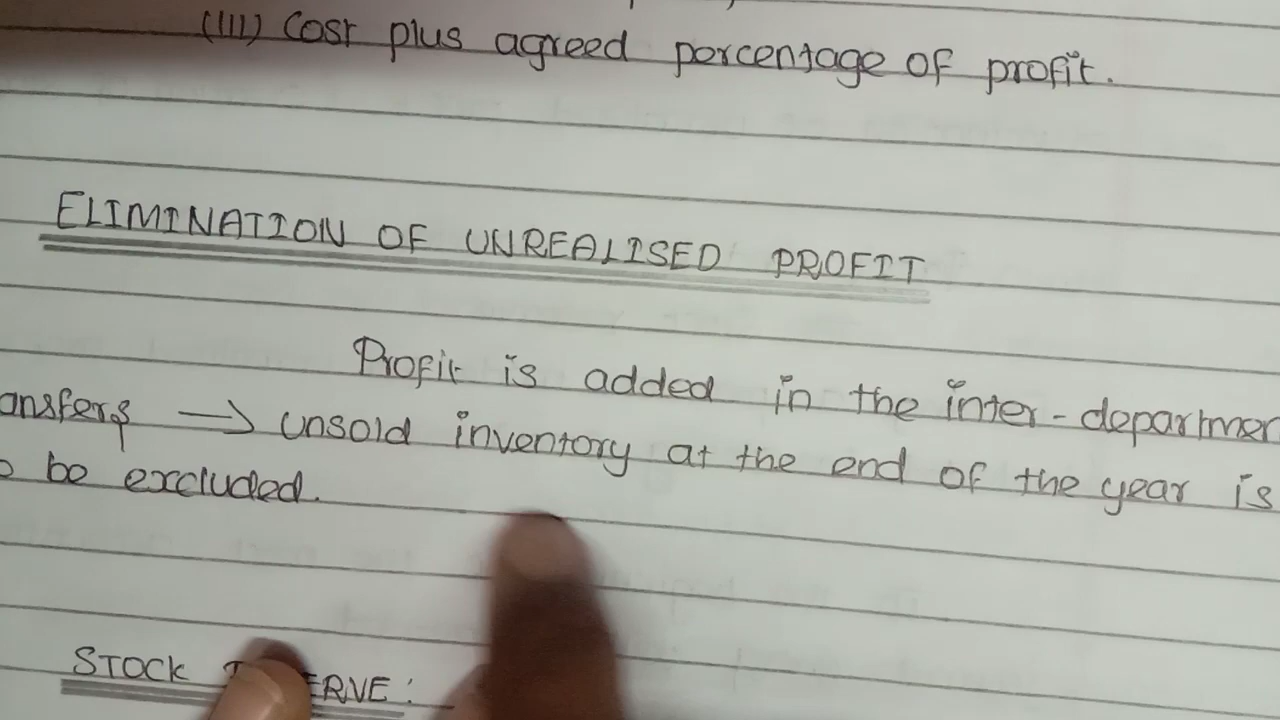 (III) Cost plus agreed percentage of profit.
ELIMINATION OF UNREALISED PROFIT
Profit is added in the inter-departmen
ansfers → unsold inventory at the end of the year is
be excluded.
STOCK ERVE: